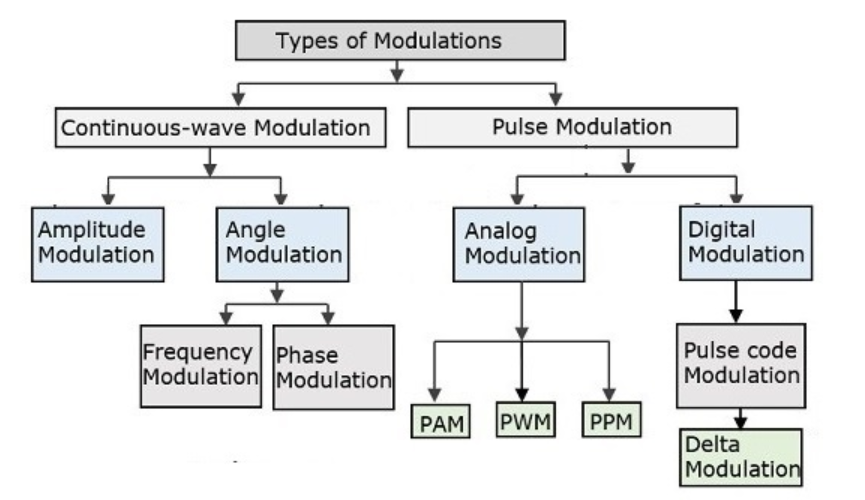 Types of Modulations
Continuous-wave Modulation
Pulse Modulation
Amplitude
Modulation
Angle
Modulation
Analog
Modulation
Digital
Modulation
Frequency
Modulation
Phase
Modulation
Pulse code
Modulation
PAM
PWM
PPM
Delta
Modulation